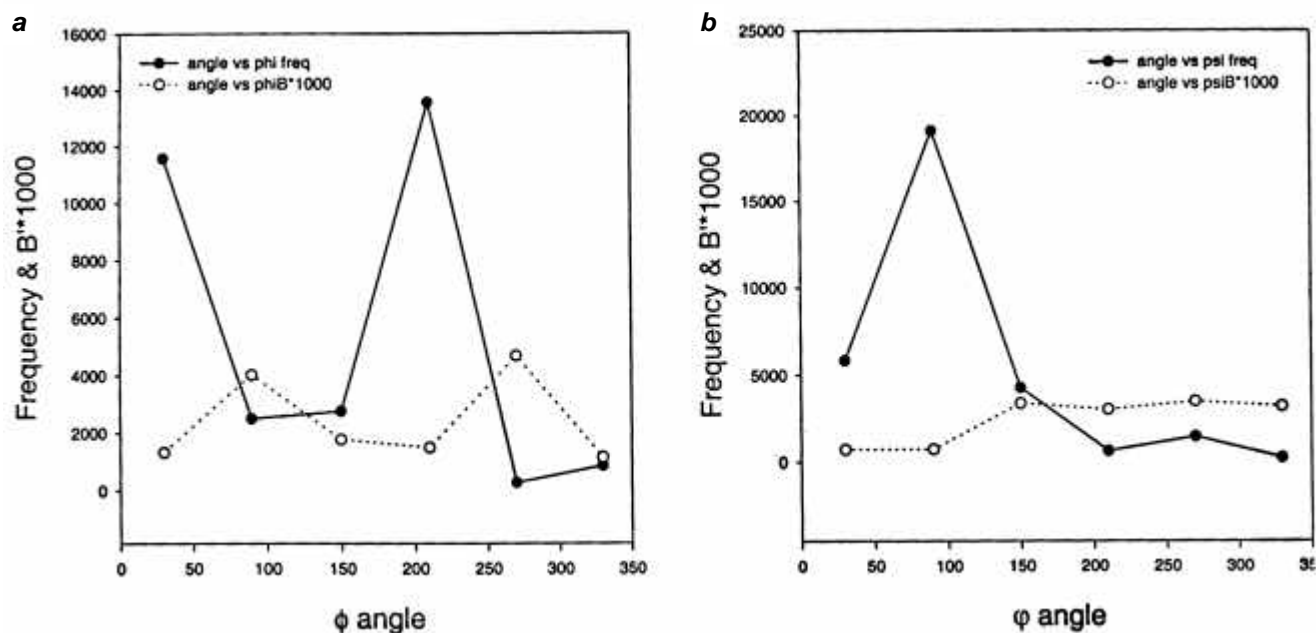 a
16000
14000
12000
10000
8000
6000
4000
2000
0
Frequency & B'*1000
angle vs phi freq
angle vs phiB*1000
0 50 100 150 200 250 300 350
ϕ angle
b
25000
20000
15000
10000
5000
0
Frequency & B'*1000
angle vs psi freq
angle vs psiB*1000
0 50 100 150 200 250 300 35
φ angle